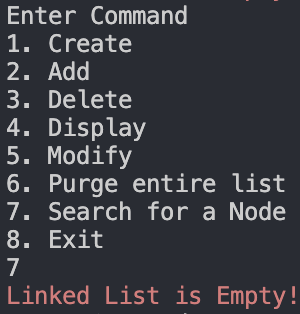 Enter Command
1. Create
2. Add
3. Delete
4. Display
5. Modify
6. Purge entire list
7. Search for a Node
8. Exit
7
Linked List is Empty!